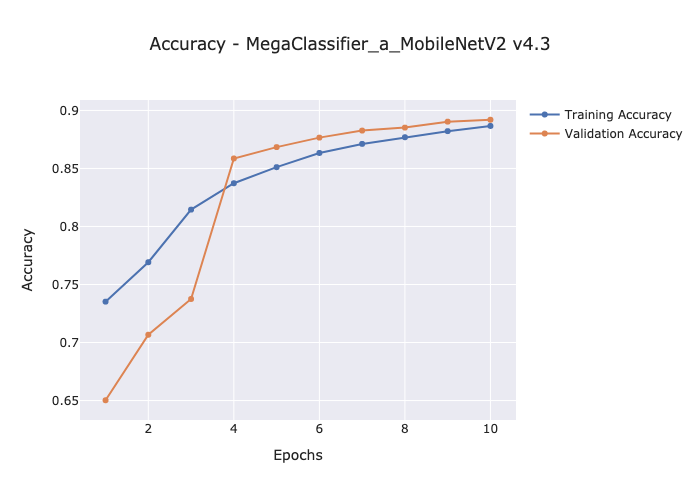 Accuracy - MegaClassifier_a_MobileNetV2 v4.3
Training Accuracy
Validation Accuracy
Accuracy
0.9
0.85
0.8
0.75
0.7
0.65
2 4 6 8 10
Epochs